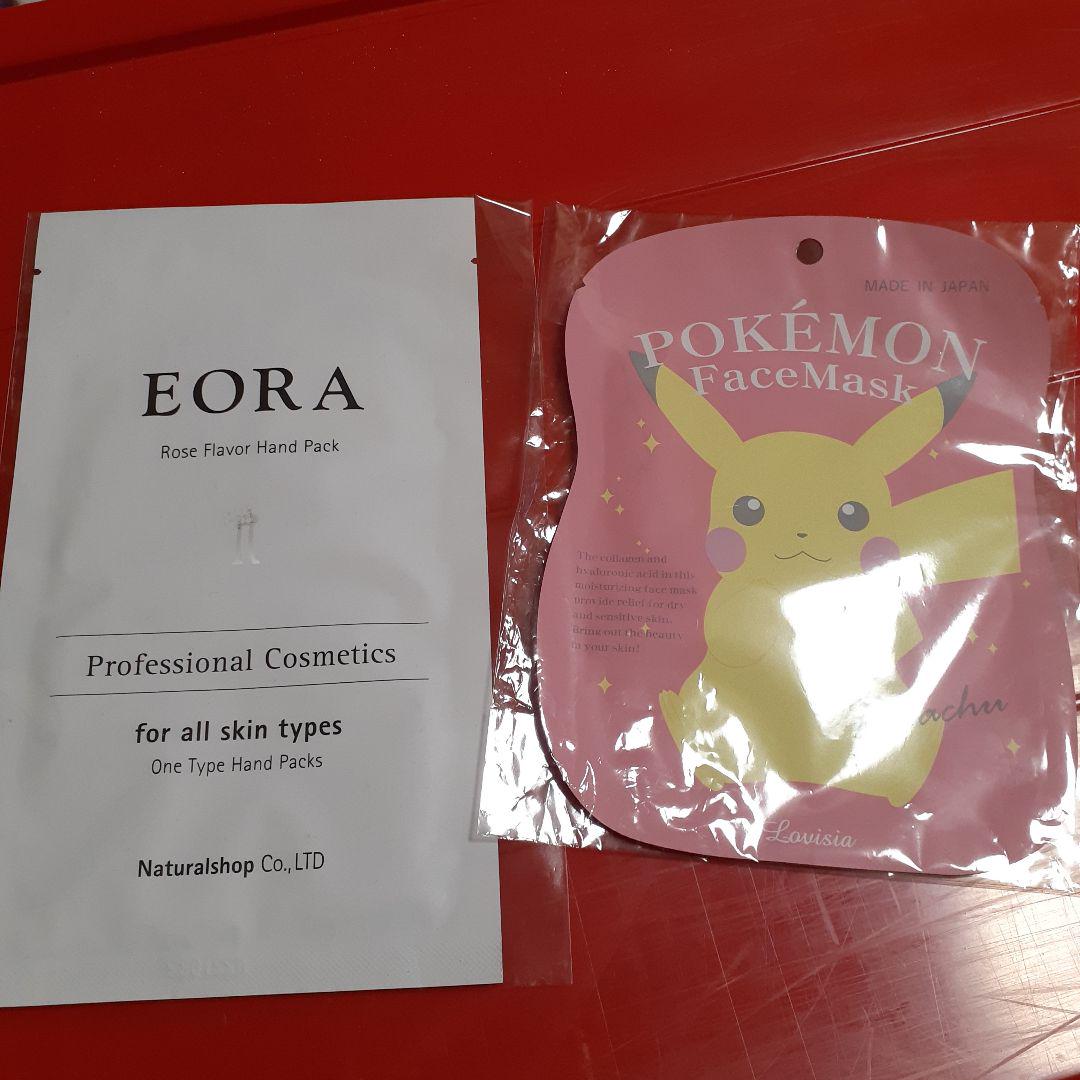 EORA
Rose Flavor Hand Pack
Professional Cosmetics
for all skin types
One Type Hand Packs
Naturalshop Co.,LTD
MADE IN JAPAN
POKÉMON
FaceMask
The collagen and
hyaluronic acid in this
moisturizing face mask
provide relief for dry
and sensitive skin.
Bring out the beauty
in your skin!
achu
Lovisia